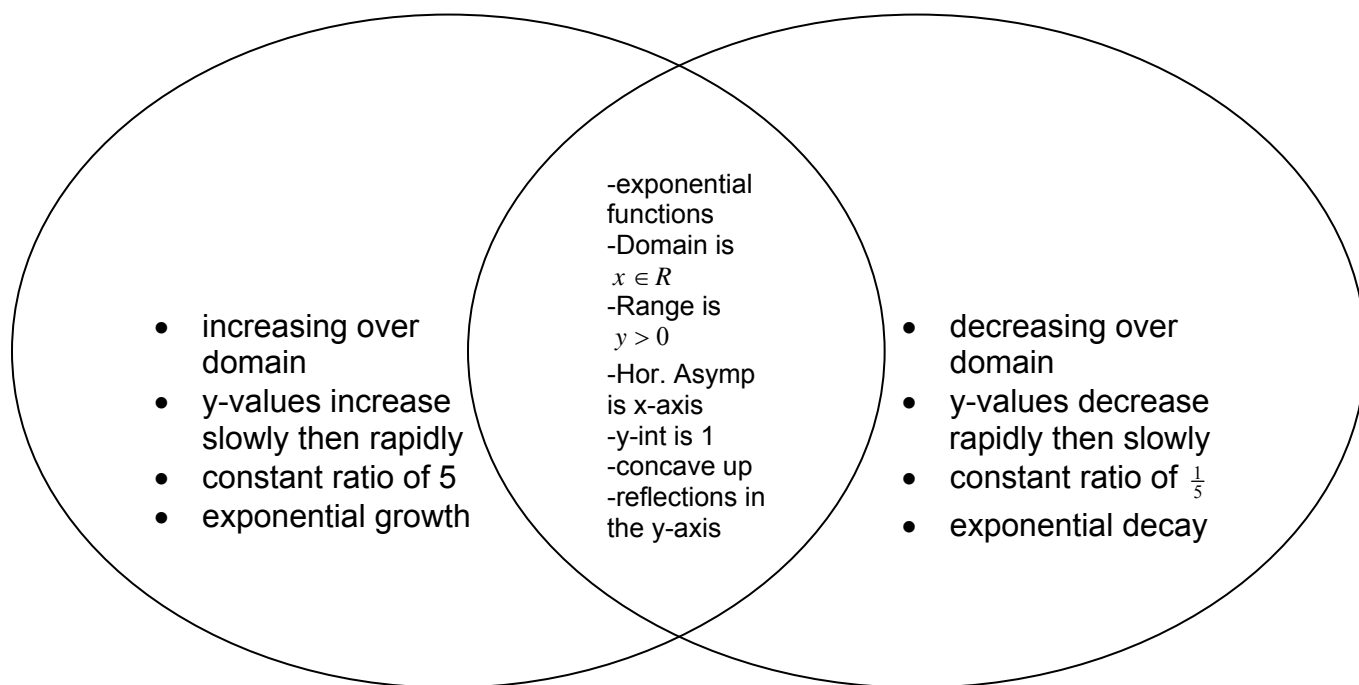 • increasing over
domain
• y-values increase
slowly then rapidly
• constant ratio of 5
• exponential growth
-exponential
functions
-Domain is
x ∈ R
-Range is
y > 0
-Hor. Asymp
is x-axis
-y-int is 1
-concave up
-reflections in
the y-axis
• decreasing over
domain
• y-values decrease
rapidly then slowly
• constant ratio of 1/5
• exponential decay